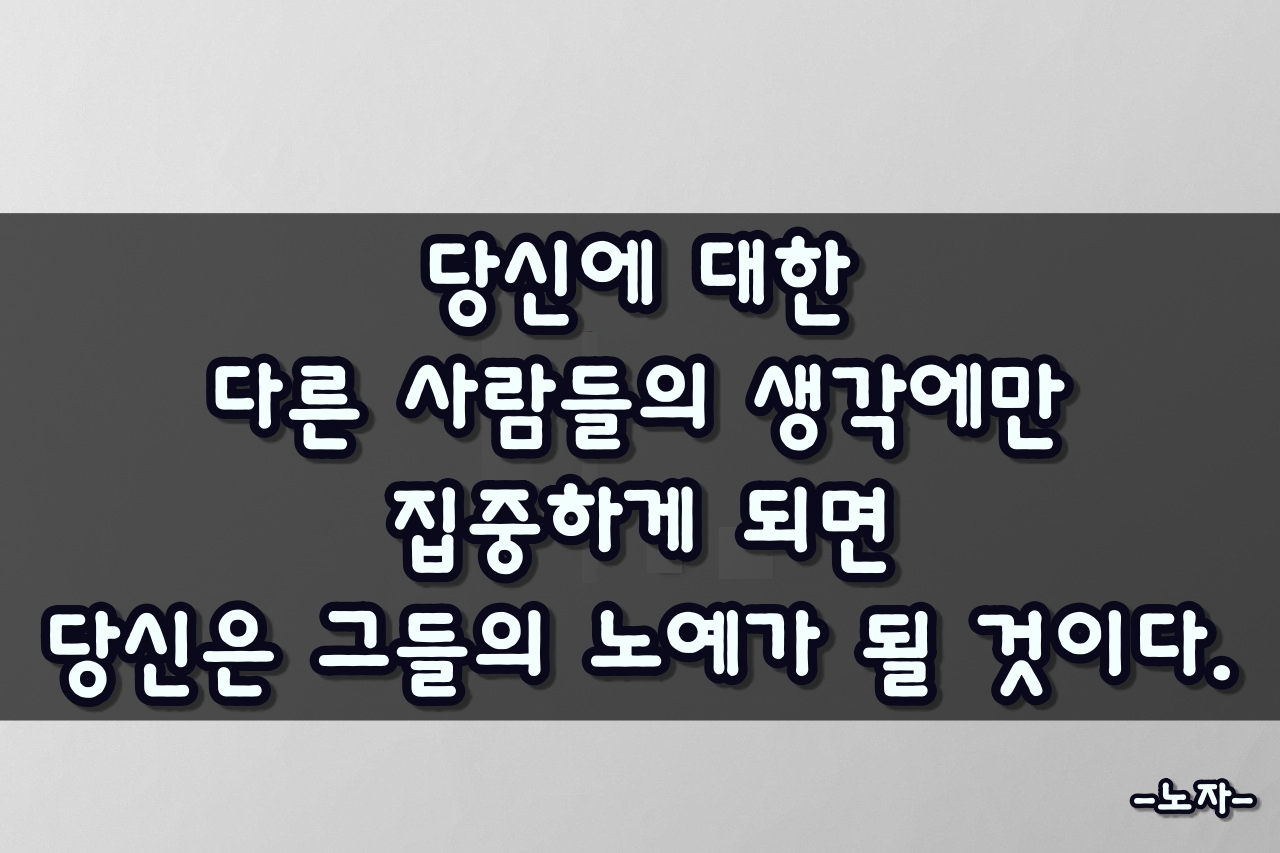 당신에 대한
다른 사람들의 생각에만
집중하게 되면
당신은 그들의 노예가 될 것이다.
-노자-